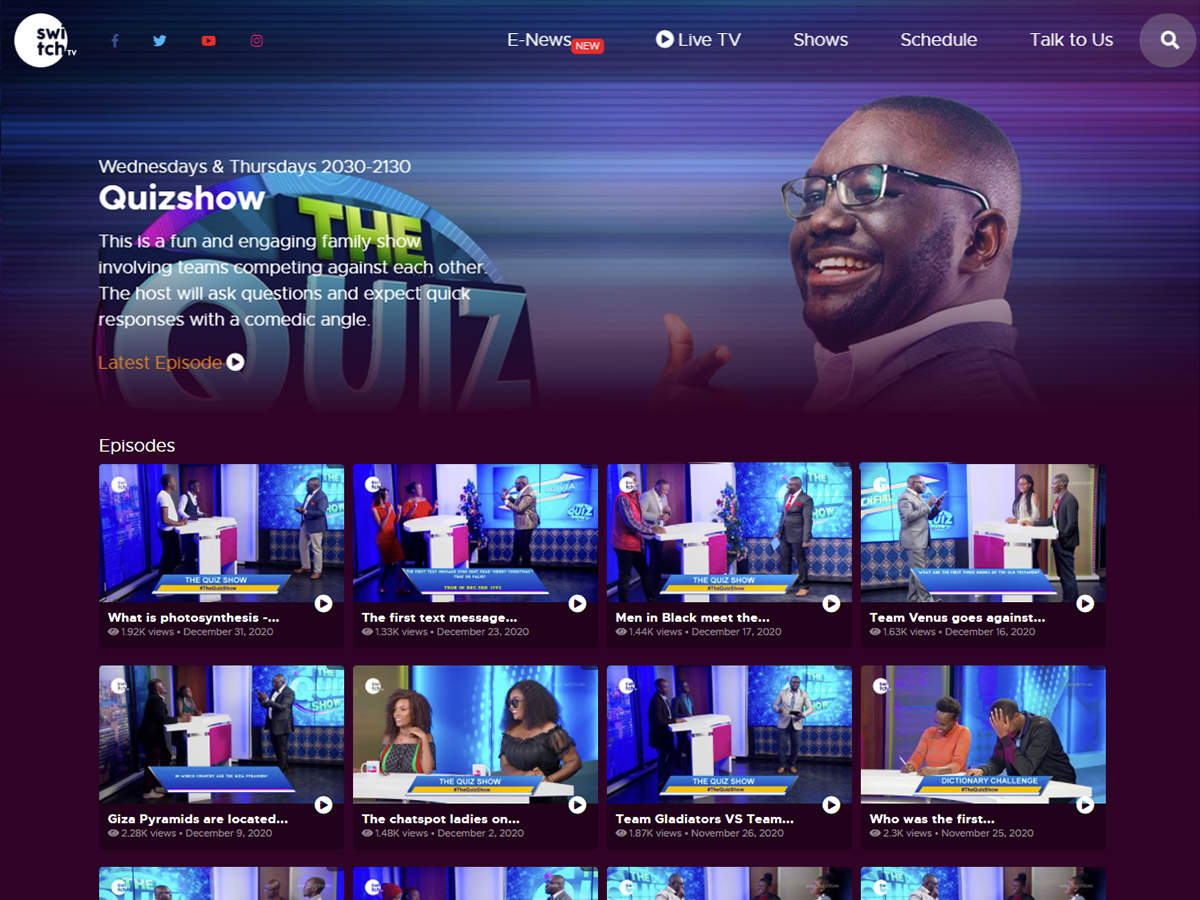 swi
tch TV
E-News NEW
Live TV
Shows
Schedule
Talk to Us
Wednesdays & Thursdays 2030-2130
Quizshow
THE
QUIZ
This is a fun and engaging family show
involving teams competing against each other.
The host will ask questions and expect quick
responses with a comedic angle.
Latest Episode
Episodes
THE QUIZ SHOW
#TheQuizShow
THE FIRST TEXT MESSAGE EVER SENT READ 'MERRY CHRISTMAS'
TRUE OR FALSE?
TRUE IN DEC 3RD 1992
THE QUIZ SHOW
#TheQuizShow
WHAT ARE THE FIRST THREE BOOKS OF THE OLD TESTAMENT
What is photosynthesis -...
1.92K views • December 31, 2020
The first text message...
1.33K views • December 23, 2020
Men in Black meet the...
1.44K views • December 17, 2020
Team Venus goes against...
1.63K views • December 16, 2020
IN WHICH COUNTRY ARE THE GIZA PYRAMIDS?
THE QUIZ SHOW
#TheQuizShow
THE QUIZ SHOW
#TheQuizShow
DICTIONARY CHALLENGE
#TheQuizShow
Giza Pyramids are located...
2.28K views • December 9, 2020
The chatspot ladies on...
1.48K views • December 2, 2020
Team Gladiators VS Team...
1.87K views • November 26, 2020
Who was the first...
2.3K views • November 25, 2020